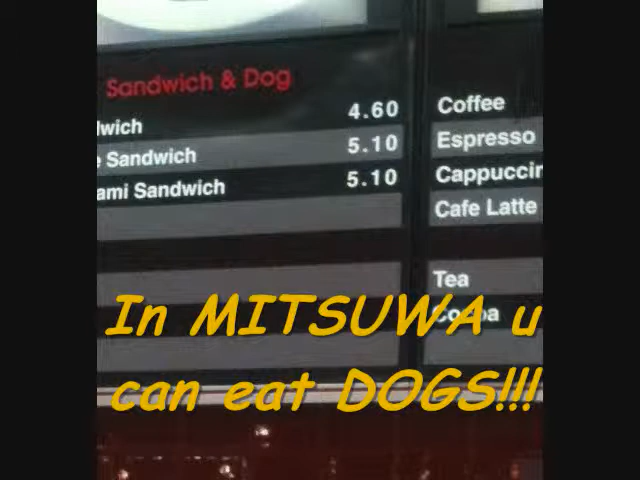 Sandwich & Dog
lwich 4.60
e Sandwich 5.10
ami Sandwich 5.10
Coffee
Espresso
Cappuccin
Cafe Latte
Tea
Cocoa
In MITSUWA u
can eat DOGS!!!